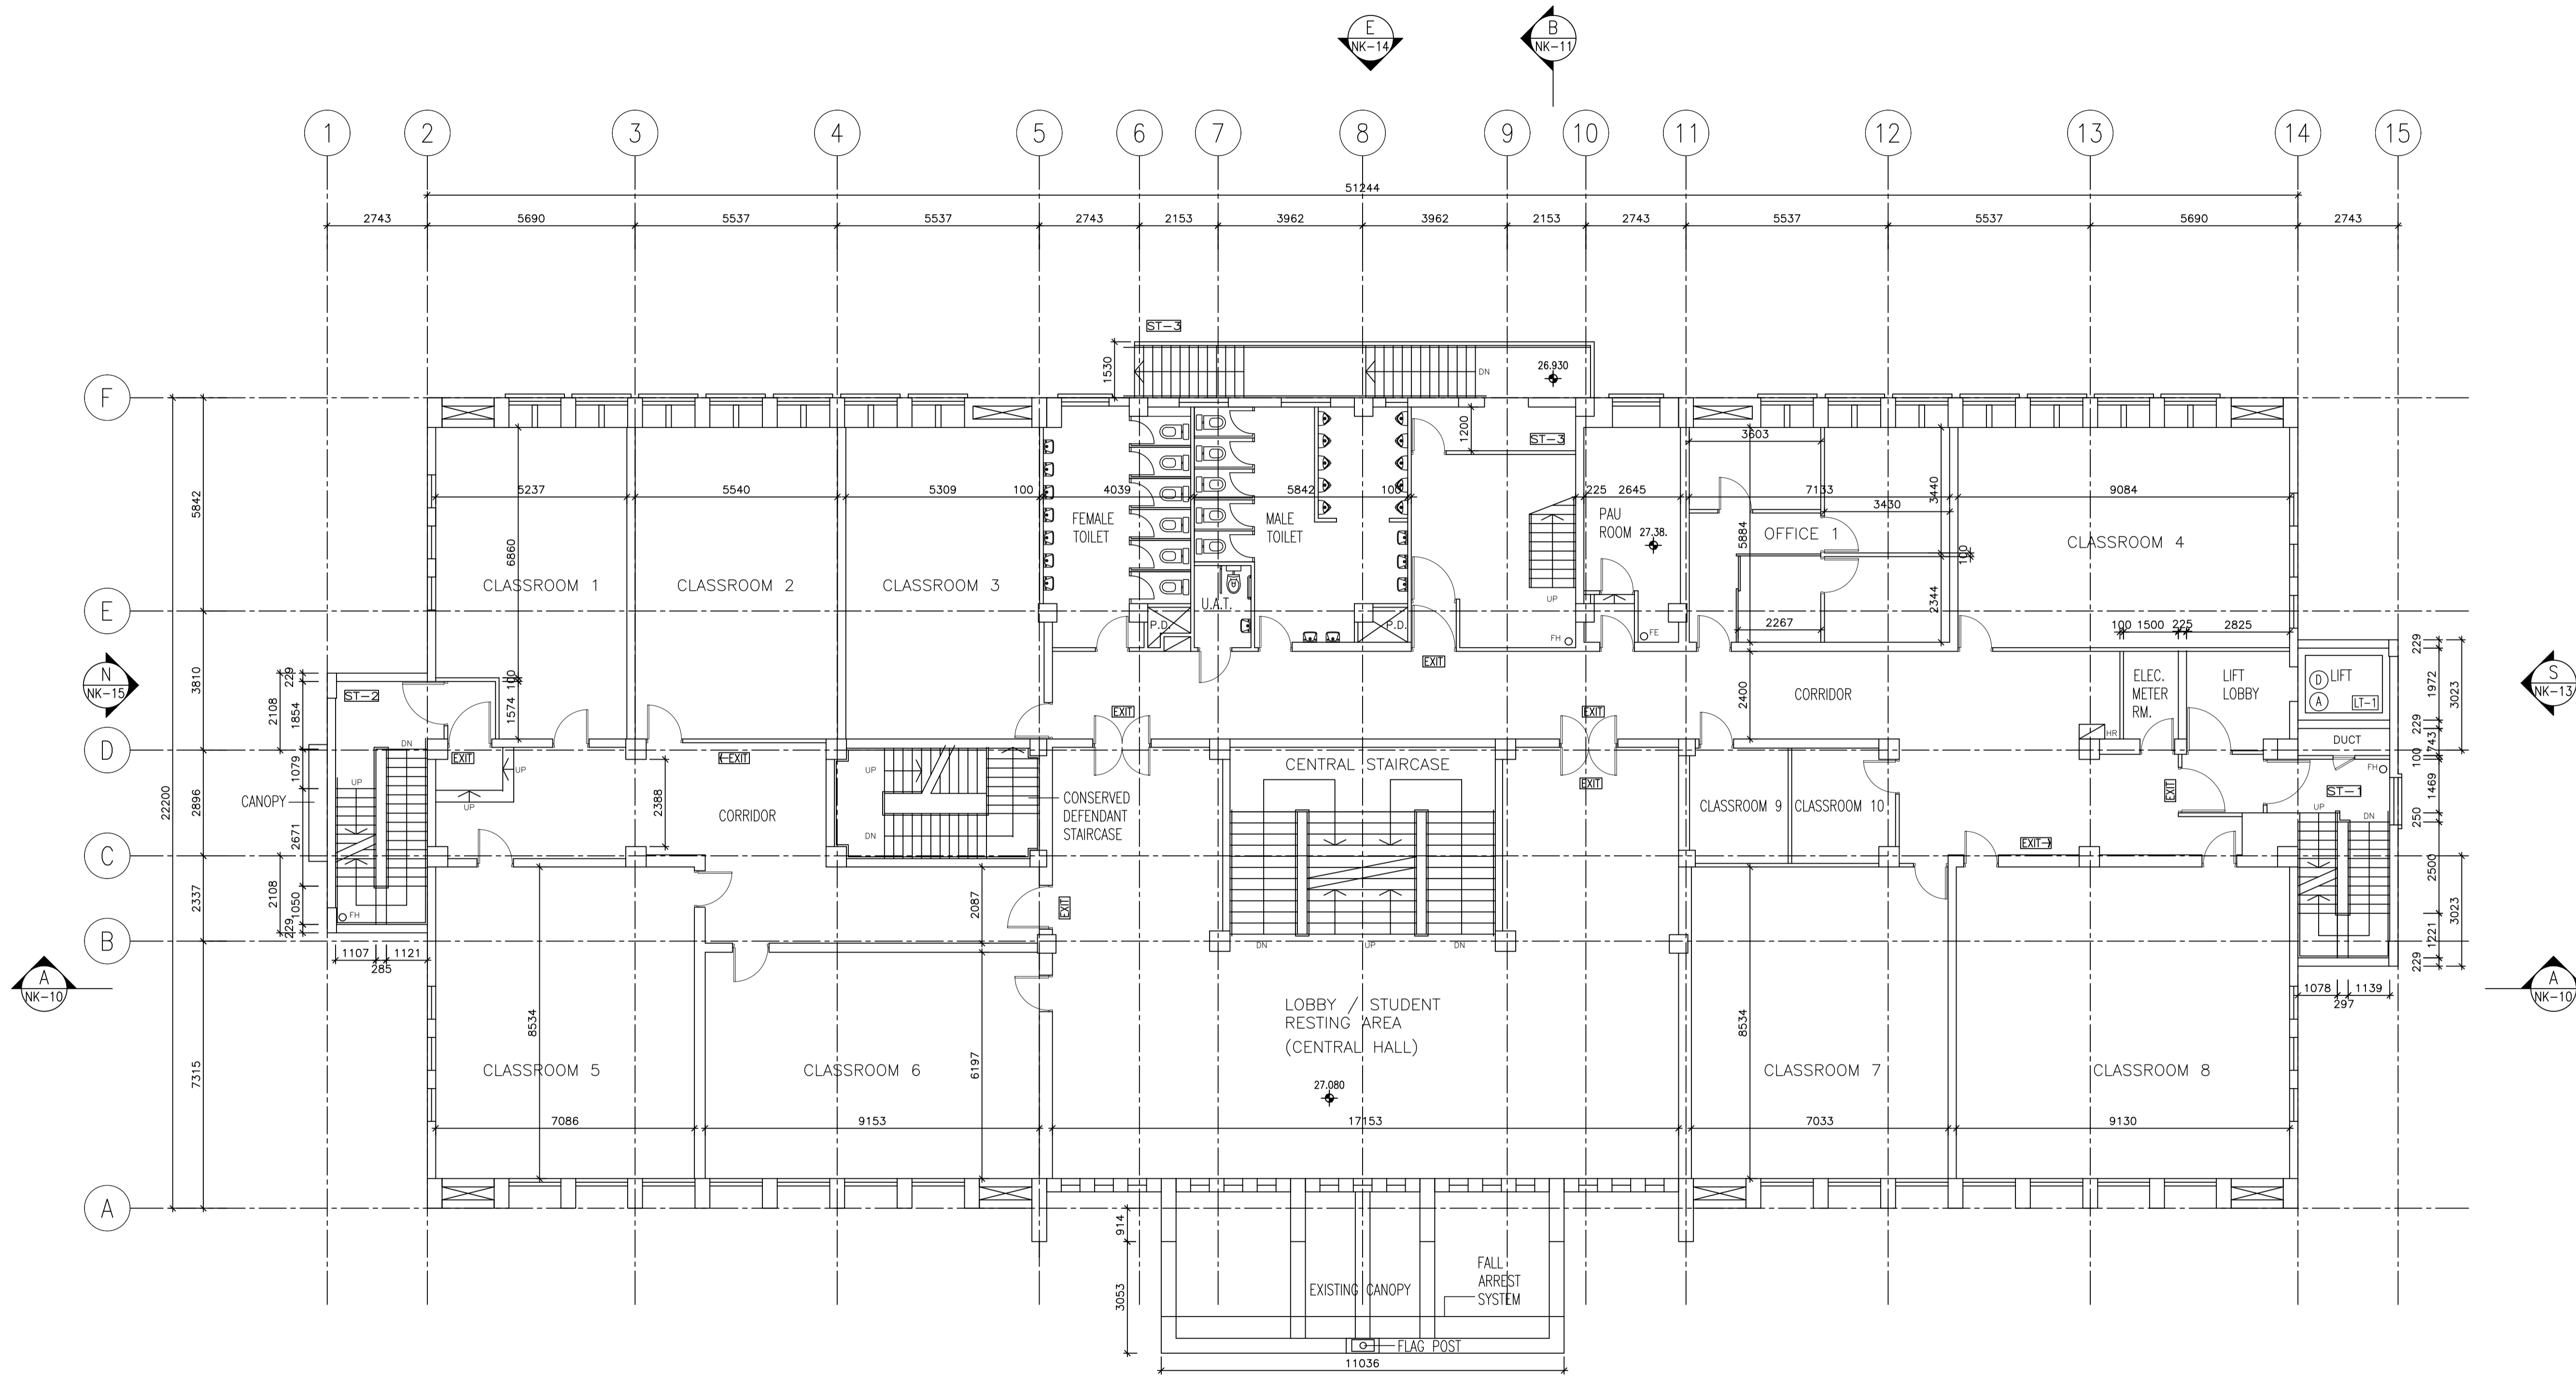 E
NK-14
B
NK-11
1
2
3
4
5
6
7
8
9
10
11
12
13
14
15
51244
2743
5690
5537
5537
2743
2153
3962
3962
2153
2743
5537
5537
5690
2743
ST-3
1530
DN
26.930
F
1200
ST-3
3603
5842
5237
5540
5309
100
4039
5842
100
225
2645
7133
3440
9084
3430
FEMALE
TOILET
MALE
TOILET
PAU
ROOM
27.38.
5884
OFFICE 1
CLASSROOM 4
6860
100
CLASSROOM 1
CLASSROOM 2
CLASSROOM 3
U.A.T.
UP
2344
E
P.D.
P.D.
2267
FH
FE
100
1500
225
2825
EXIT
229
N
NK-15
3810
229
2108
1854
ST-2
100
1574
2400
CORRIDOR
ELEC.
METER
RM.
LIFT
LOBBY
D
LIFT
A
LT-1
1972
3023
S
NK-13
EXIT
EXIT
229
HR
D
DN
EXIT
EXIT
UP
UP
CENTRAL STAIRCASE
EXIT
DUCT
743
100
FH
22200
2896
CANOPY
1079
UP
UP
2388
CORRIDOR
DN
CONSERVED
DEFENDANT
STAIRCASE
CLASSROOM 9
CLASSROOM 10
EXIT
ST-1
1469
UP
DN
250
2671
EXIT
C
2337
2108
1050
229
FH
2087
EXIT
2500
3023
1221
229
B
DN
UP
DN
1107
285
1121
A
NK-10
1078
297
1139
A
NK-10
7315
8534
LOBBY / STUDENT
RESTING AREA
(CENTRAL HALL)
8534
CLASSROOM 5
CLASSROOM 6
6197
CLASSROOM 7
CLASSROOM 8
27.080
7086
9153
17153
7033
9130
A
914
3053
EXISTING CANOPY
FALL
ARREST
SYSTEM
FLAG POST
11036